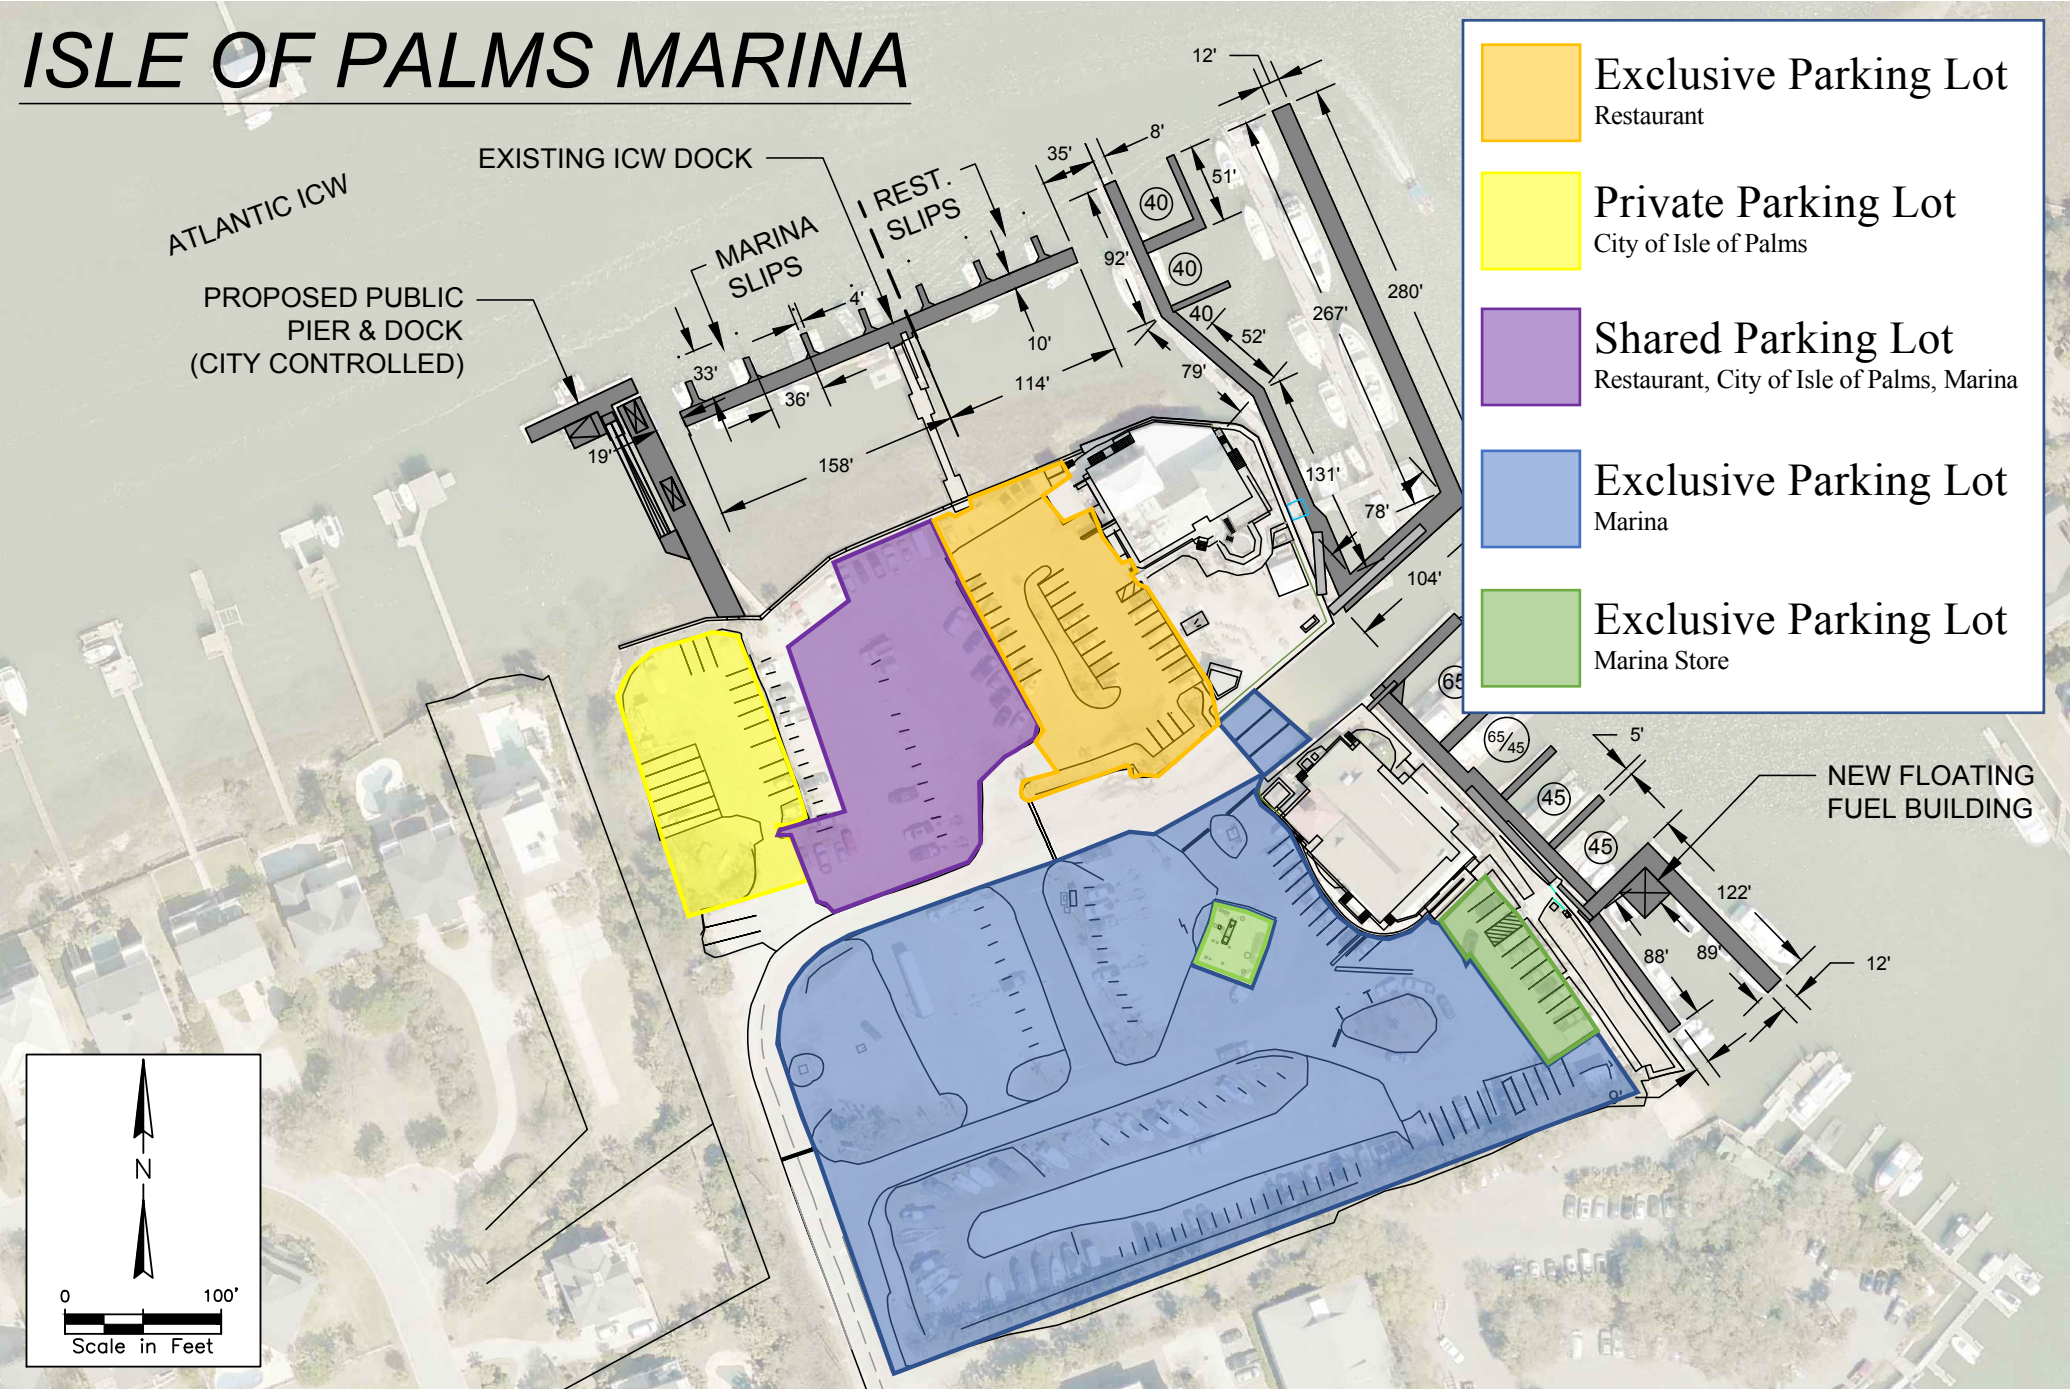 ISLE OF PALMS MARINA
Exclusive Parking Lot
Restaurant
Private Parking Lot
City of Isle of Palms
Shared Parking Lot
Restaurant, City of Isle of Palms, Marina
Exclusive Parking Lot
Marina
Exclusive Parking Lot
Marina Store
EXISTING ICW DOCK
ATLANTIC ICW
PROPOSED PUBLIC
PIER & DOCK
(CITY CONTROLLED)
MARINA
SLIPS
REST.
SLIPS
12'
8'
35'
51'
40
92'
40
40
280'
267'
52'
79'
4'
10'
114'
33'
36'
158'
19'
131'
78'
104'
65
65/45
45
45
5'
NEW FLOATING
FUEL BUILDING
122'
88'
89'
12'
9'
N
0
100'
Scale in Feet